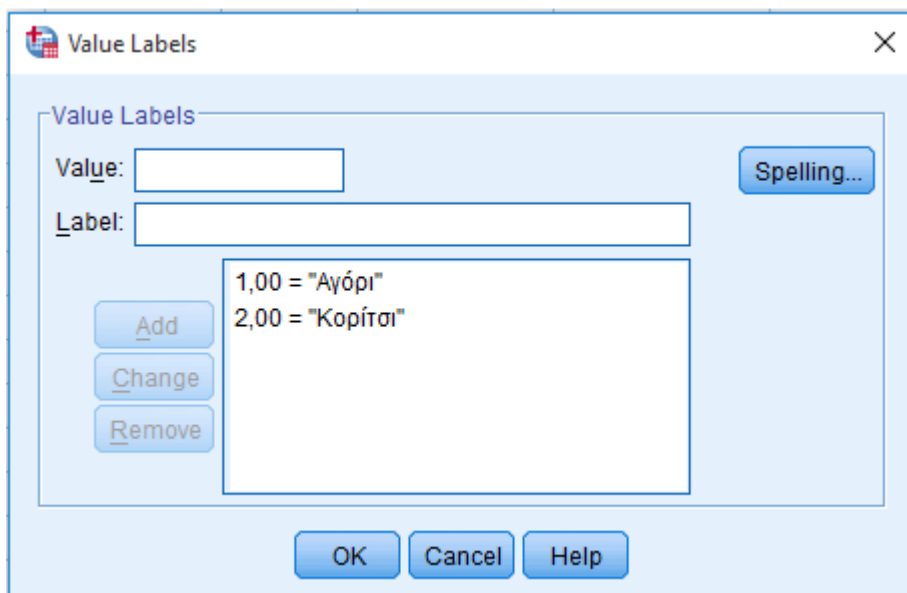 Value Labels
Value Labels
Value:
Spelling...
Label:
1,00 = "Αγόρι"
2,00 = "Κορίτσι"
Add
Change
Remove
OK Cancel Help